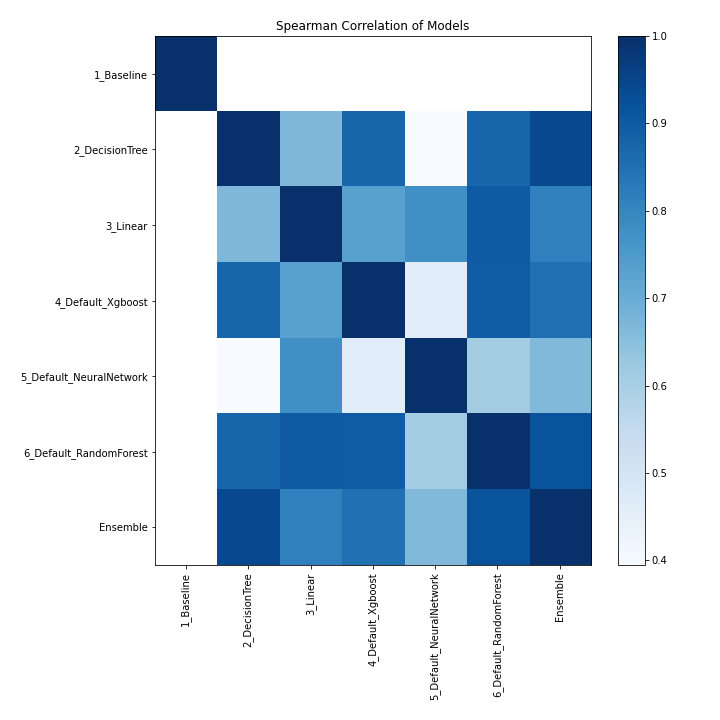 Spearman Correlation of Models
1_Baseline
2_DecisionTree
3_Linear
4_Default_Xgboost
5_Default_NeuralNetwork
6_Default_RandomForest
Ensemble
1_Baseline
2_DecisionTree
3_Linear
4_Default_Xgboost
5_Default_NeuralNetwork
6_Default_RandomForest
Ensemble
1.0
0.9
0.8
0.7
0.6
0.5
0.4